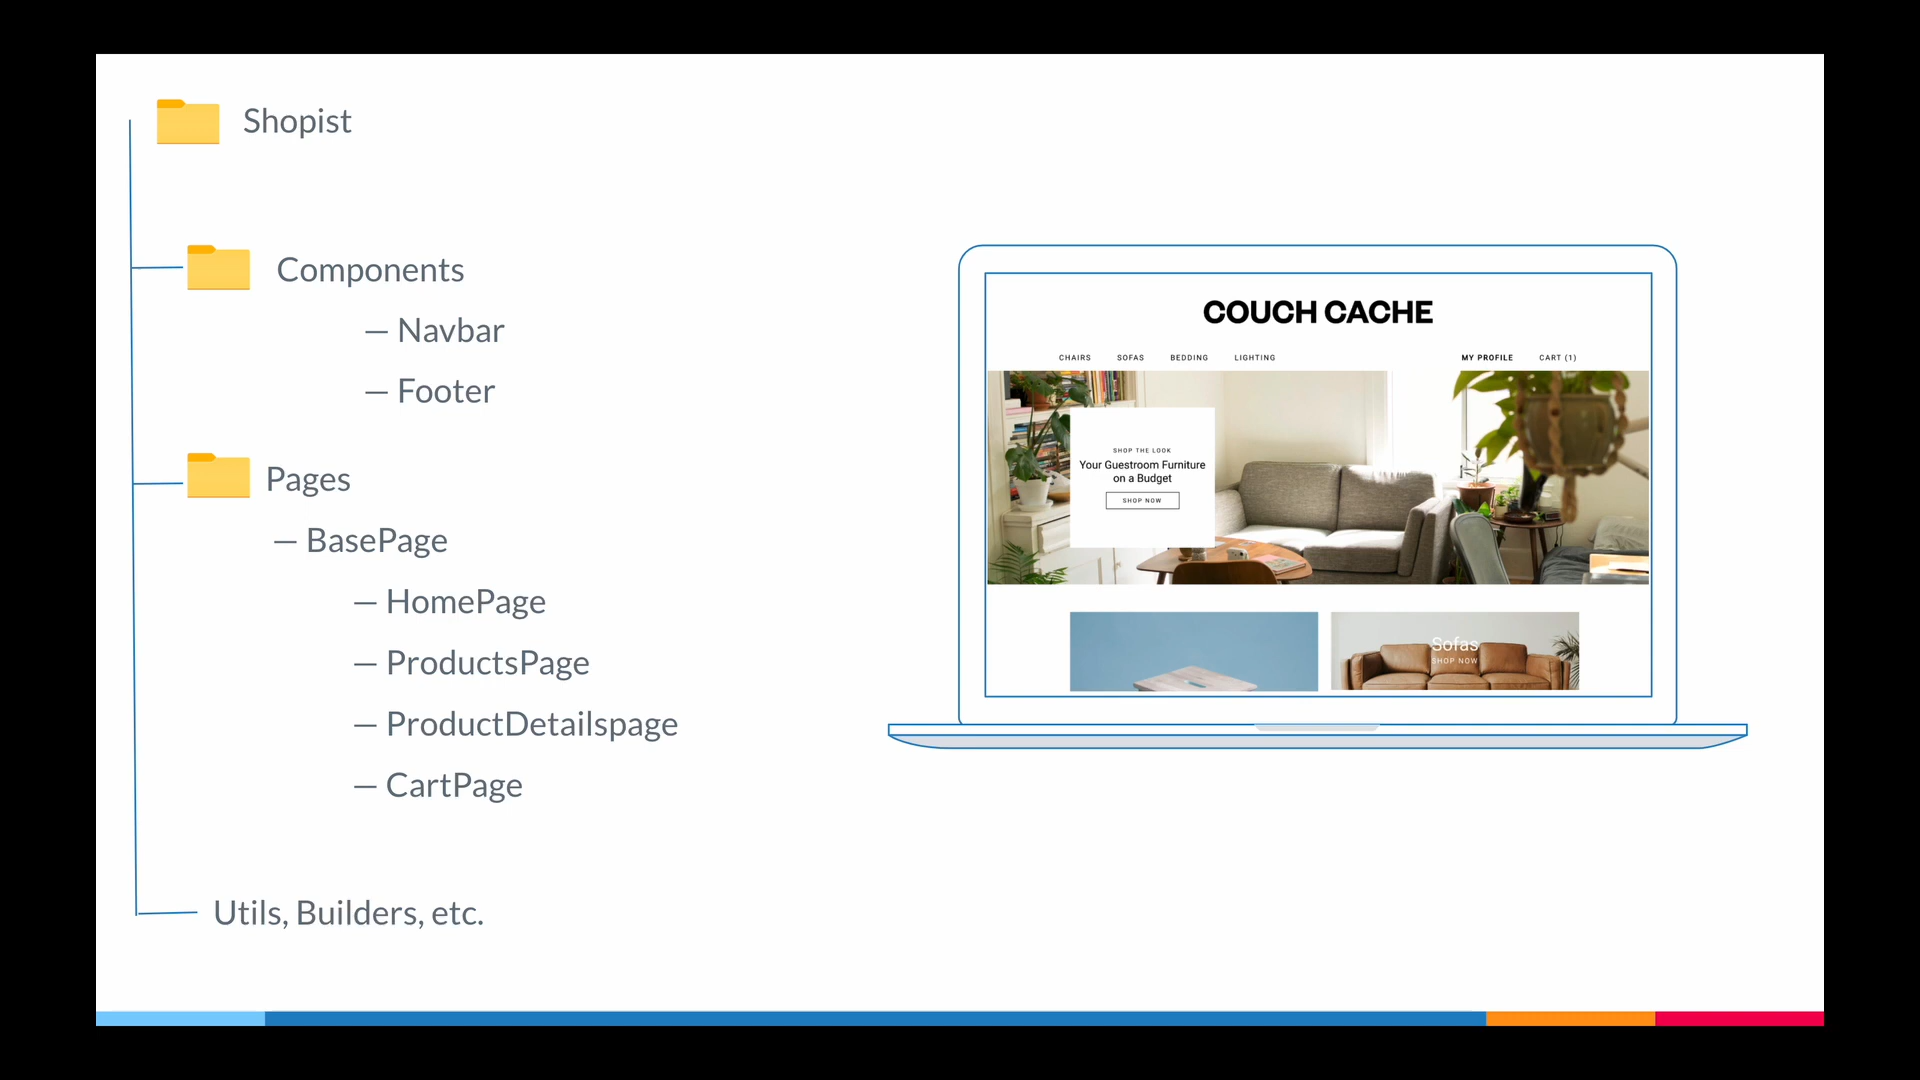 Shopist
Components
— Navbar
— Footer
Pages
— BasePage
— HomePage
— ProductsPage
— ProductDetailspage
— CartPage
Utils, Builders, etc.
COUCH CACHE
CHAIRS SOFAS BEDDING LIGHTING MY PROFILE CART (1)
SHOP THE LOOK
Your Guestroom Furniture
on a Budget
SHOP NOW
Sofas
SHOP NOW